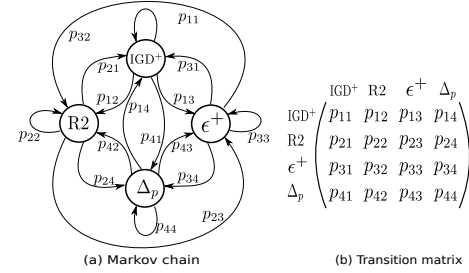 p₁₁
p₃₂
IGD⁺
p₂₁
p₃₁
p₁₂
p₁₄
p₁₃
R2
ϵ⁺
p₂₂
p₃₃
p₄₂
p₄₁
p₄₃
p₂₄
p₃₄
Δₚ
p₂₃
p₄₄
(a) Markov chain
IGD⁺ R2 ϵ⁺ Δₚ
IGD⁺ p₁₁ p₁₂ p₁₃ p₁₄
R2 p₂₁ p₂₂ p₂₃ p₂₄
ϵ⁺ p₃₁ p₃₂ p₃₃ p₃₄
Δₚ p₄₁ p₄₂ p₄₃ p₄₄
(b) Transition matrix